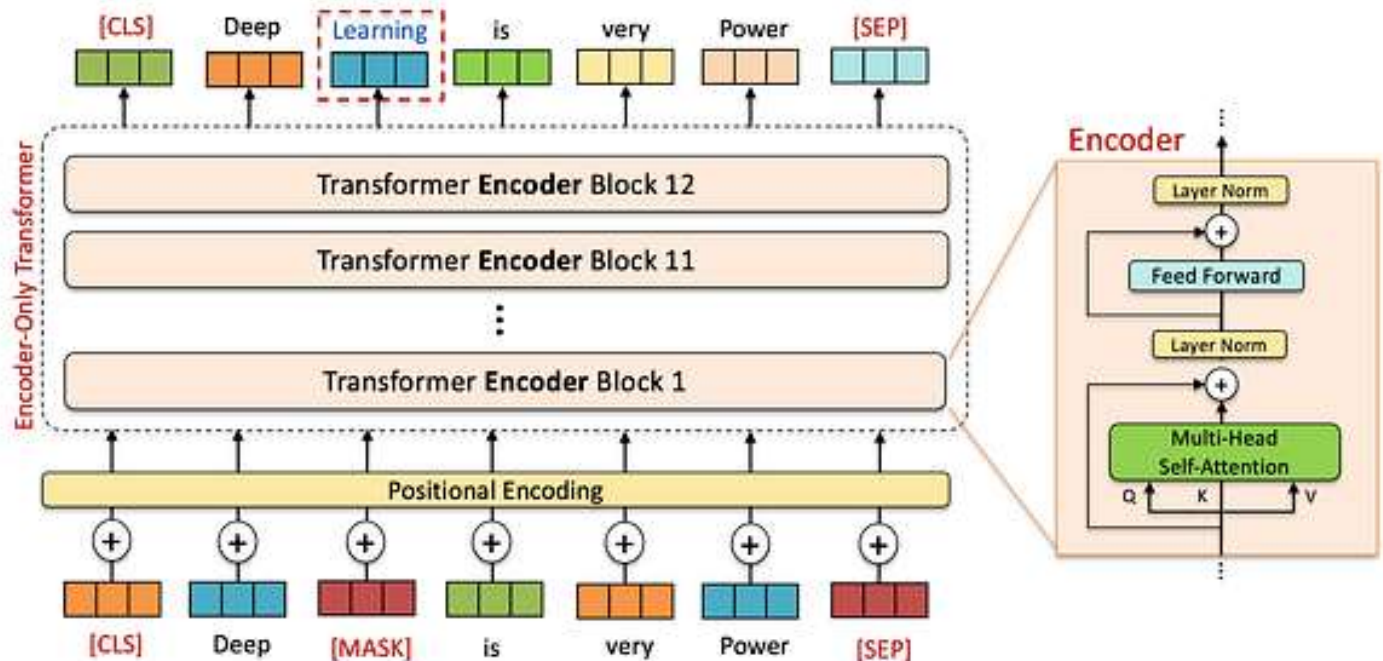 [CLS] Deep Learning is very Power [SEP]
Encoder-Only Transformer
Transformer Encoder Block 12
Transformer Encoder Block 11
Transformer Encoder Block 1
Positional Encoding
[CLS] Deep [MASK] is very Power [SEP]
Encoder
Layer Norm
Feed Forward
Layer Norm
Multi-Head
Self-Attention
Q K V